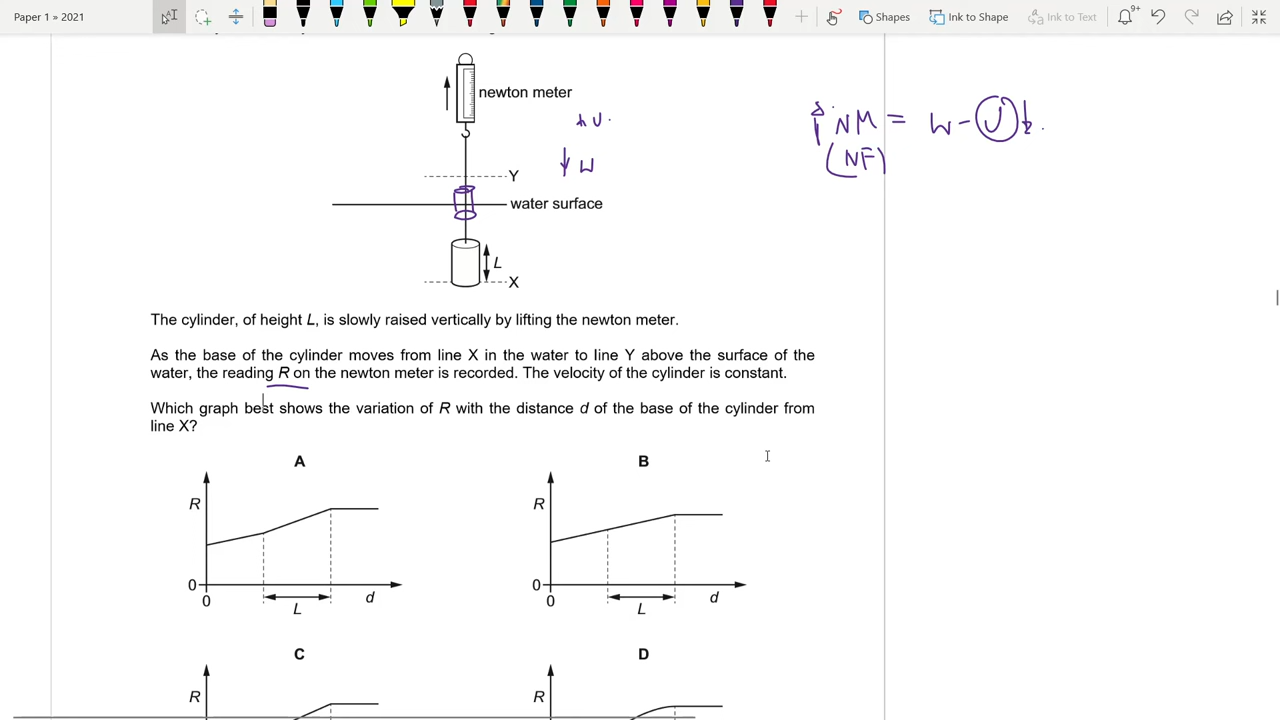 Paper 1 » 2021
Shapes
Ink to Shape
Ink to Text
9+
newton meter
U.
W
Y
water surface
L
X
NM = W - U
(NF)
The cylinder, of height L, is slowly raised vertically by lifting the newton meter.
As the base of the cylinder moves from line X in the water to line Y above the surface of the
water, the reading R on the newton meter is recorded. The velocity of the cylinder is constant.
Which graph best shows the variation of R with the distance d of the base of the cylinder from
line X?
A
B
R
R
0
0
0
L
d
0
L
d
C
D
R
R